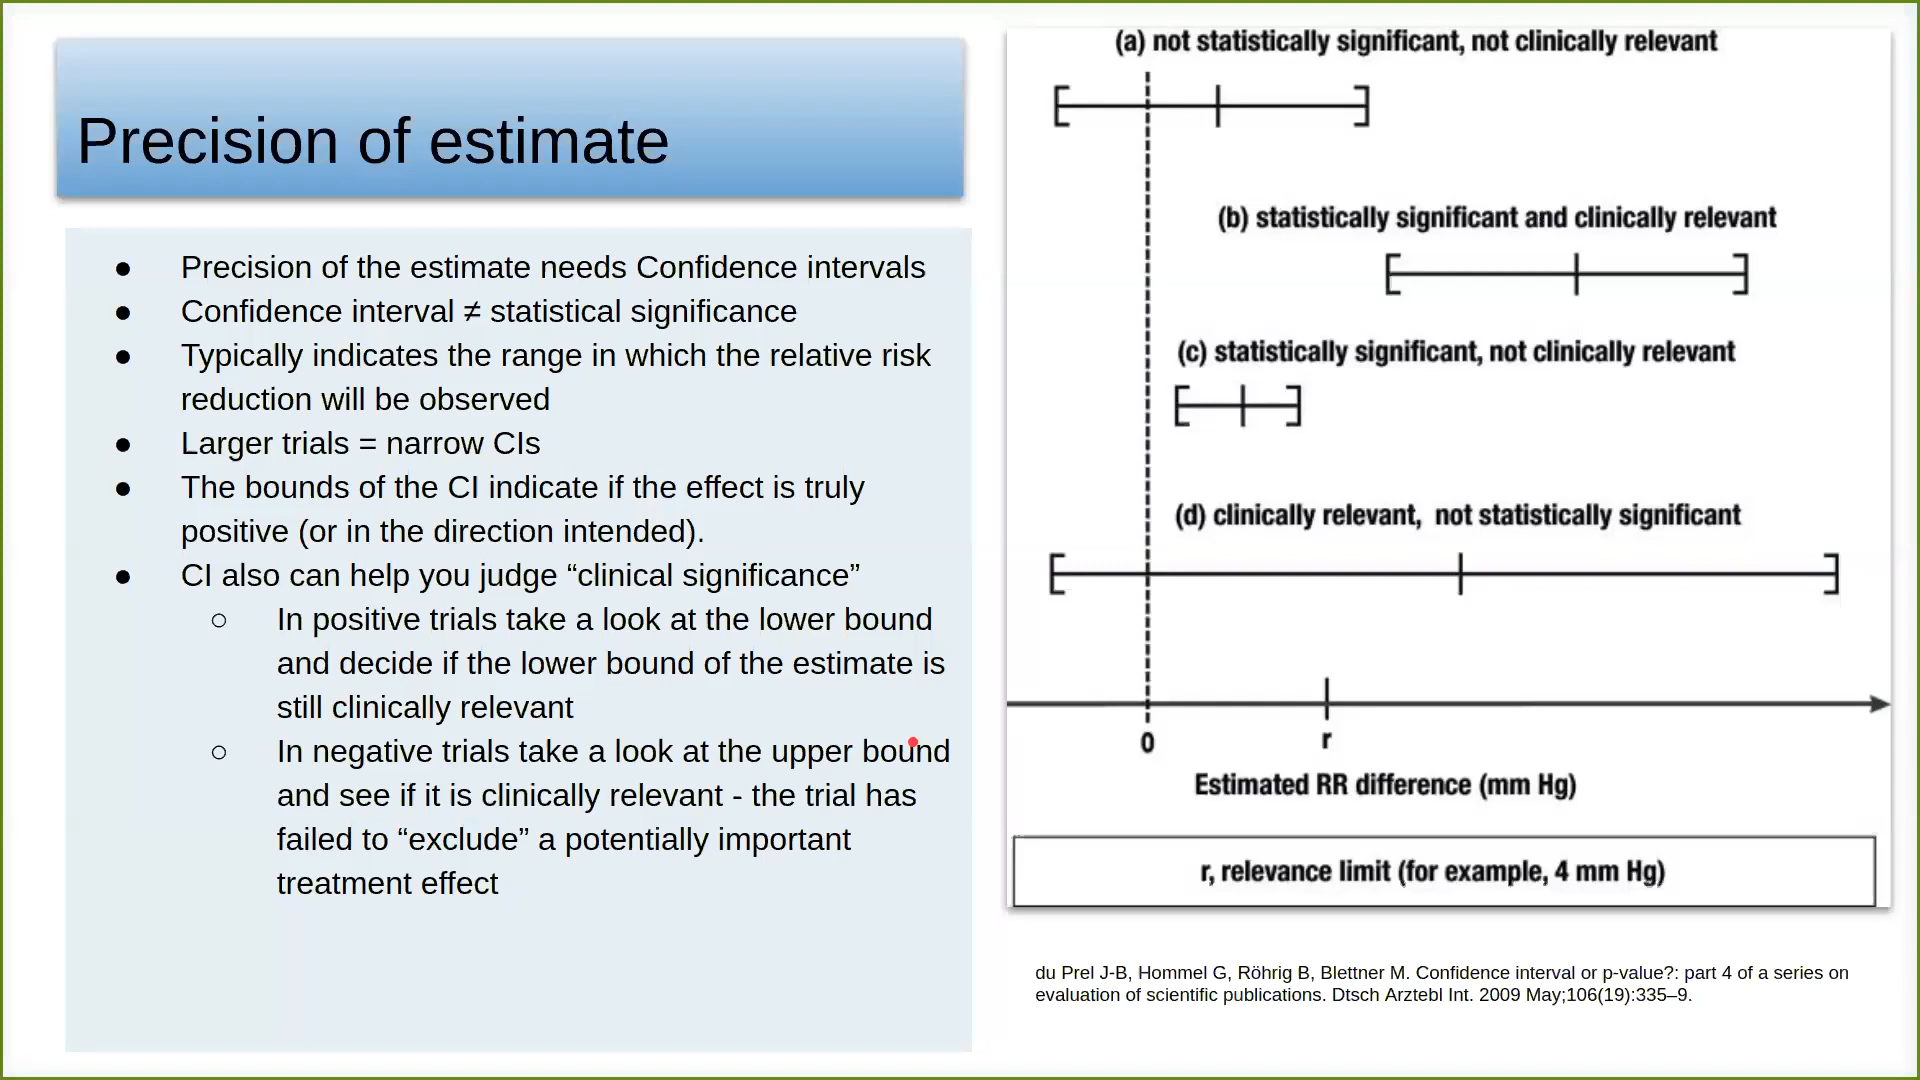 Precision of estimate
● Precision of the estimate needs Confidence intervals
● Confidence interval ≠ statistical significance
● Typically indicates the range in which the relative risk
reduction will be observed
● Larger trials = narrow CIs
● The bounds of the CI indicate if the effect is truly
positive (or in the direction intended).
● CI also can help you judge “clinical significance”
○ In positive trials take a look at the lower bound
and decide if the lower bound of the estimate is
still clinically relevant
○ In negative trials take a look at the upper bound
and see if it is clinically relevant - the trial has
failed to “exclude” a potentially important
treatment effect
(a) not statistically significant, not clinically relevant
(b) statistically significant and clinically relevant
(c) statistically significant, not clinically relevant
(d) clinically relevant, not statistically significant
0 r
Estimated RR difference (mm Hg)
r, relevance limit (for example, 4 mm Hg)
du Prel J-B, Hommel G, Röhrig B, Blettner M. Confidence interval or p-value?: part 4 of a series on
evaluation of scientific publications. Dtsch Arztebl Int. 2009 May;106(19):335–9.